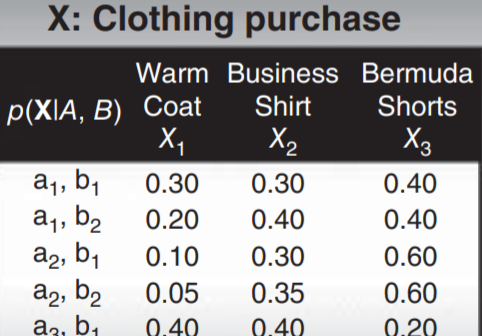 X: Clothing purchase
Warm Business Bermuda
p(X|A, B) Coat Shirt Shorts
X₁ X₂ X₃
a₁, b₁ 0.30 0.30 0.40
a₁, b₂ 0.20 0.40 0.40
a₂, b₁ 0.10 0.30 0.60
a₂, b₂ 0.05 0.35 0.60
a₃, b₁ 0.40 0.40 0.20